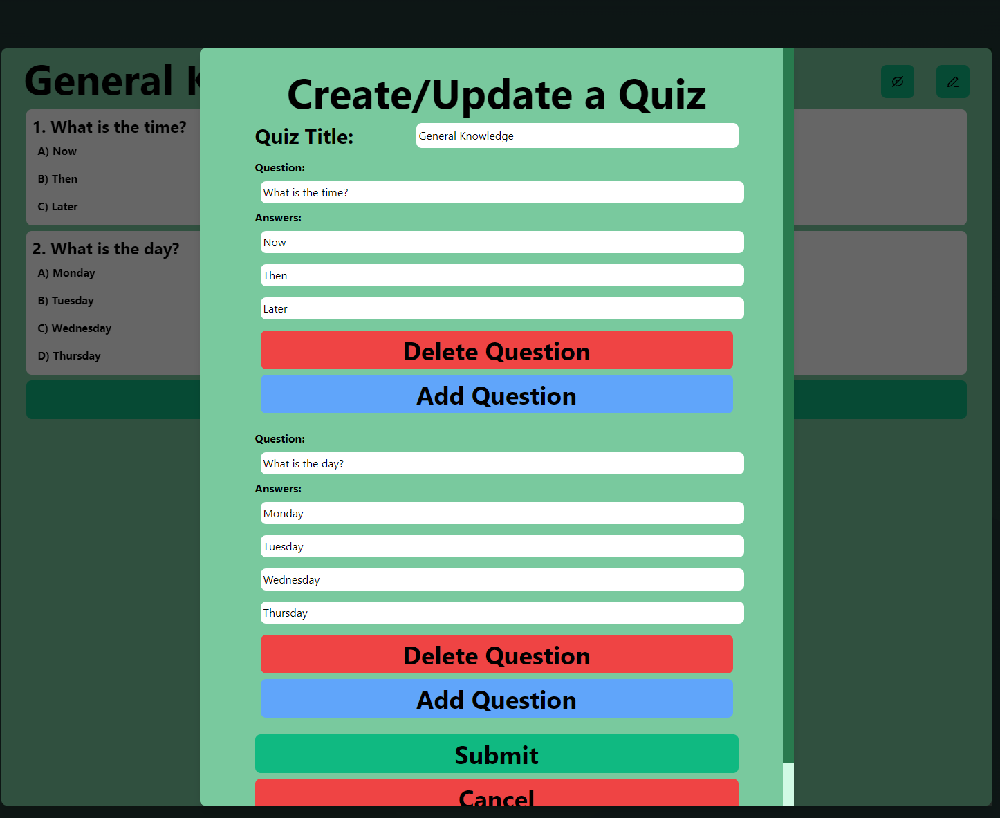 General K
1. What is the time?
A) Now
B) Then
C) Later
2. What is the day?
A) Monday
B) Tuesday
C) Wednesday
D) Thursday
Create/Update a Quiz
Quiz Title:
General Knowledge
Question:
What is the time?
Answers:
Now
Then
Later
Delete Question
Add Question
Question:
What is the day?
Answers:
Monday
Tuesday
Wednesday
Thursday
Delete Question
Add Question
Submit
Cancel